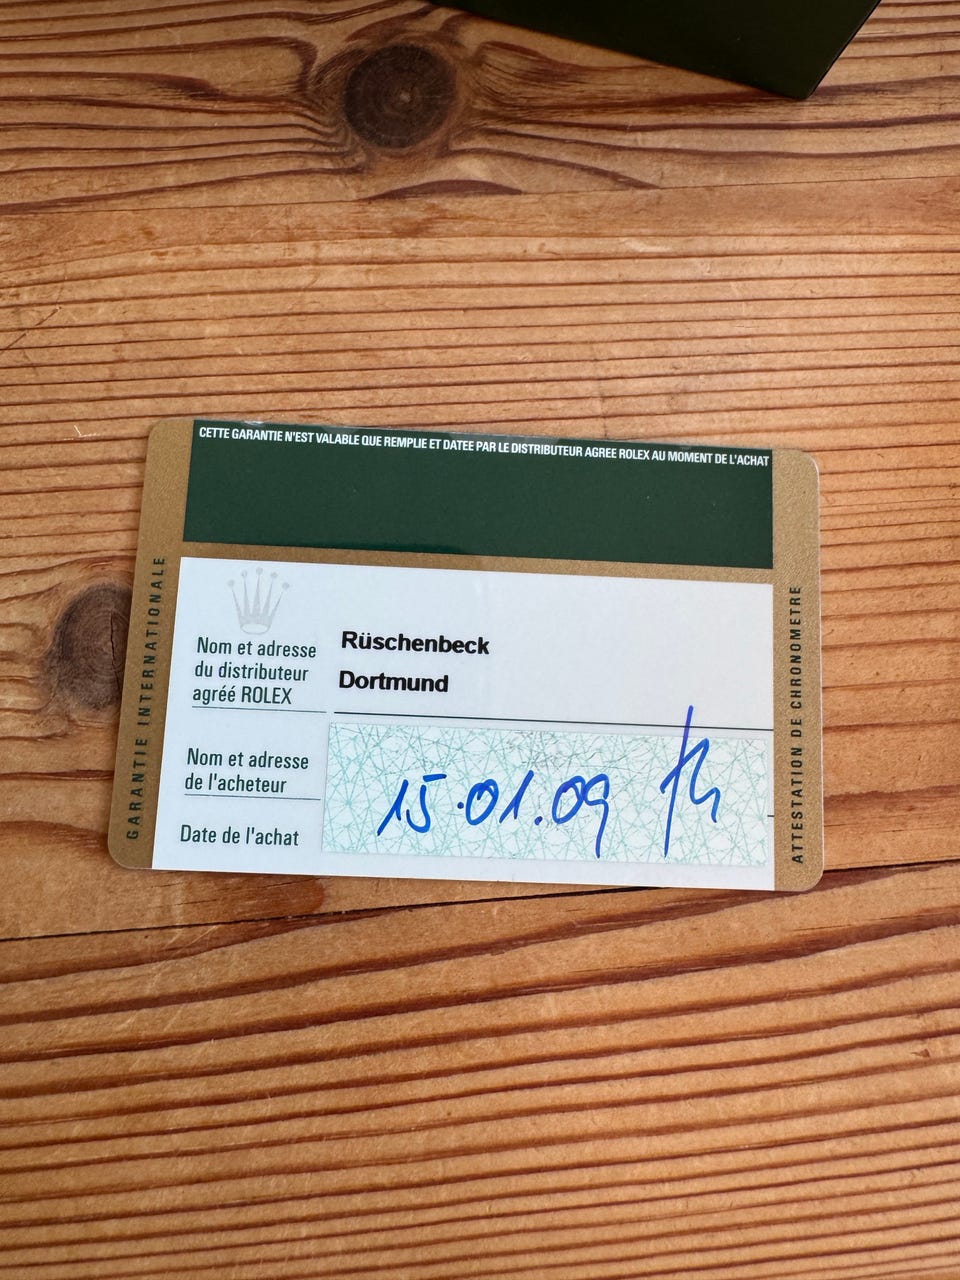 CETTE GARANTIE N'EST VALABLE QUE REMPLIE ET DATEE PAR LE DISTRIBUTEUR AGREE ROLEX AU MOMENT DE L'ACHAT
GARANTIE INTERNATIONALE
Nom et adresse
du distributeur
agréé ROLEX
Rüschenbeck
Dortmund
Nom et adresse
de l'acheteur
Date de l'achat
15.01.09
ATTESTATION DE CHRONOMETRE